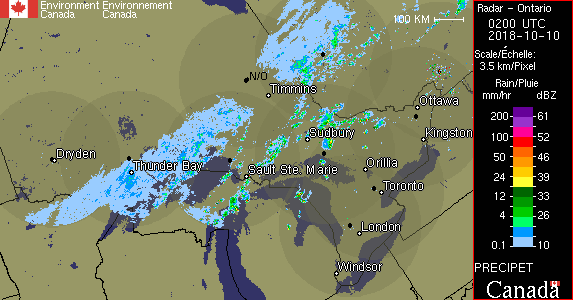 Environment Environnement
Canada Canada
100 KM
N/O
Timmins
Ottawa
Sudbury
Kingston
Dryden
Thunder Bay
Sault Ste. Marie
Orillia
Toronto
London
Windsor
Radar - Ontario
0200 UTC
2018-10-10
Scale/Échelle:
3.5 km/Pixel
Rain/Pluie
mm/hr dBZ
200 61
100 52
50 46
24 39
12 33
4 26
0.1 10
PRECIPET
Canada